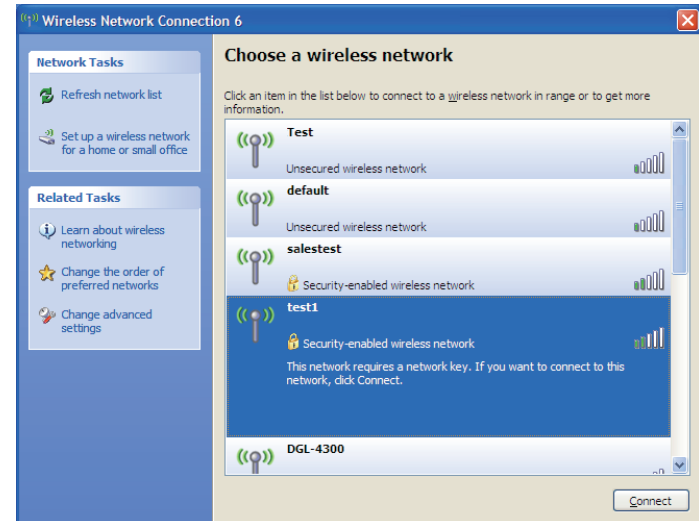 Wireless Network Connection 6
Network Tasks
Refresh network list
Set up a wireless network
for a home or small office
Related Tasks
Learn about wireless
networking
Change the order of
preferred networks
Change advanced
settings
Choose a wireless network
Click an item in the list below to connect to a wireless network in range or to get more
information.
Test
Unsecured wireless network
default
Unsecured wireless network
salestest
Security-enabled wireless network
test1
Security-enabled wireless network
This network requires a network key. If you want to connect to this
network, click Connect.
DGL-4300
Connect